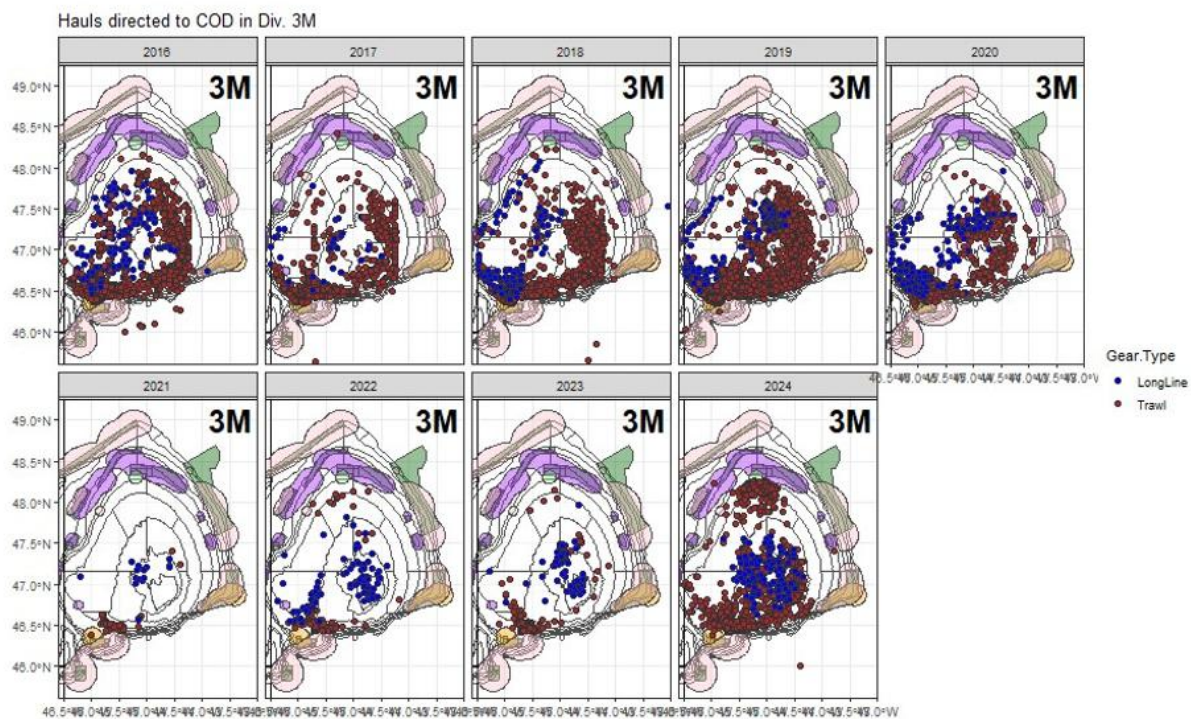 Hauls directed to COD in Div. 3M
2016 2017 2018 2019 2020
3M 3M 3M 3M 3M
49.0°N
48.5°N
48.0°N
47.5°N
47.0°N
46.5°N
46.0°N
Gear.Type
LongLine
Trawl
2021 2022 2023 2024
3M 3M 3M 3M
49.0°N
48.5°N
48.0°N
47.5°N
47.0°N
46.5°N
46.0°N